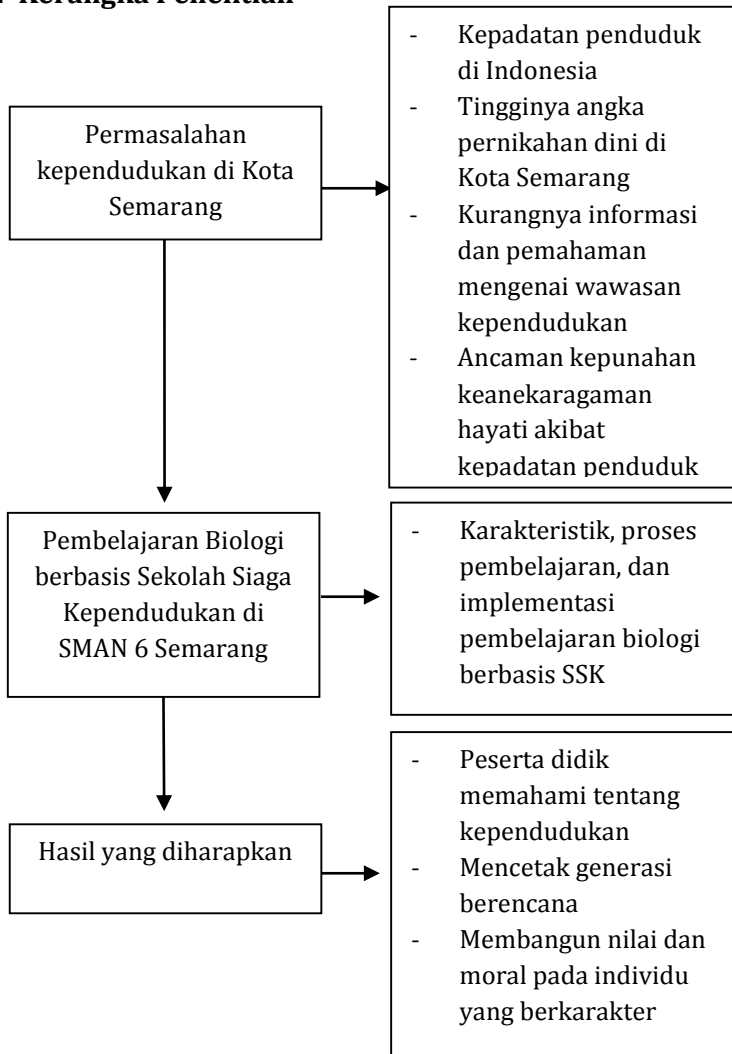 Kerangka Penelitian
Permasalahan
kependudukan di Kota
Semarang
- Kepadatan penduduk
di Indonesia
- Tingginya angka
pernikahan dini di
Kota Semarang
- Kurangnya informasi
dan pemahaman
mengenai wawasan
kependudukan
- Ancaman kepunahan
keanekaragaman
hayati akibat
kepadatan penduduk
Pembelajaran Biologi
berbasis Sekolah Siaga
Kependudukan di
SMAN 6 Semarang
- Karakteristik, proses
pembelajaran, dan
implementasi
pembelajaran biologi
berbasis SSK
Hasil yang diharapkan
- Peserta didik
memahami tentang
kependudukan
- Mencetak generasi
berencana
- Membangun nilai dan
moral pada individu
yang berkarakter